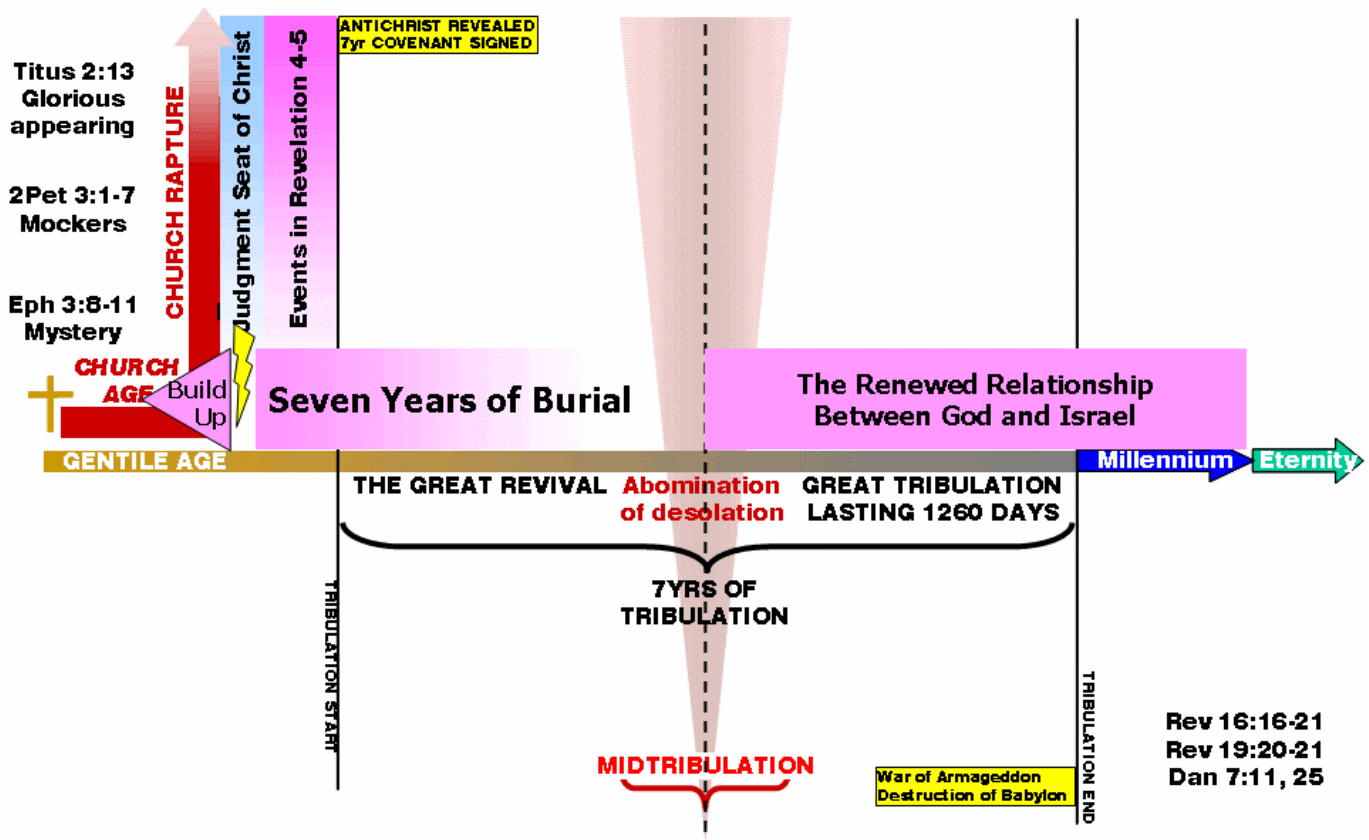 ANTICHRIST REVEALED
7yr COVENANT SIGNED
Titus 2:13
Glorious
appearing
2Pet 3:1-7
Mockers
Eph 3:8-11
Mystery
CHURCH RAPTURE
Judgment Seat of Christ
Events in Revelation 4-5
CHURCH
AGE
Build
Up
Seven Years of Burial
The Renewed Relationship
Between God and Israel
GENTILE AGE
Millennium
Eternity
THE GREAT REVIVAL
Abomination
of desolation
GREAT TRIBULATION
LASTING 1260 DAYS
7YRS OF
TRIBULATION
TRIBULATION START
MIDTRIBULATION
War of Armageddon
Destruction of Babylon
TRIBULATION END
Rev 16:16-21
Rev 19:20-21
Dan 7:11, 25